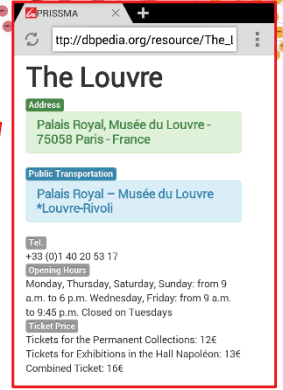 PRISSMA
ttp://dbpedia.org/resource/The_L
The Louvre
Address
Palais Royal, Musée du Louvre -
75058 Paris - France
Public Transportation
Palais Royal – Musée du Louvre
*Louvre-Rivoli
Tel.
+33 (0)1 40 20 53 17
Opening Hours
Monday, Thursday, Saturday, Sunday: from 9
a.m. to 6 p.m. Wednesday, Friday: from 9 a.m.
to 9:45 p.m. Closed on Tuesdays
Ticket Price
Tickets for the Permanent Collections: 12€
Tickets for Exhibitions in the Hall Napoléon: 13€
Combined Ticket: 16€